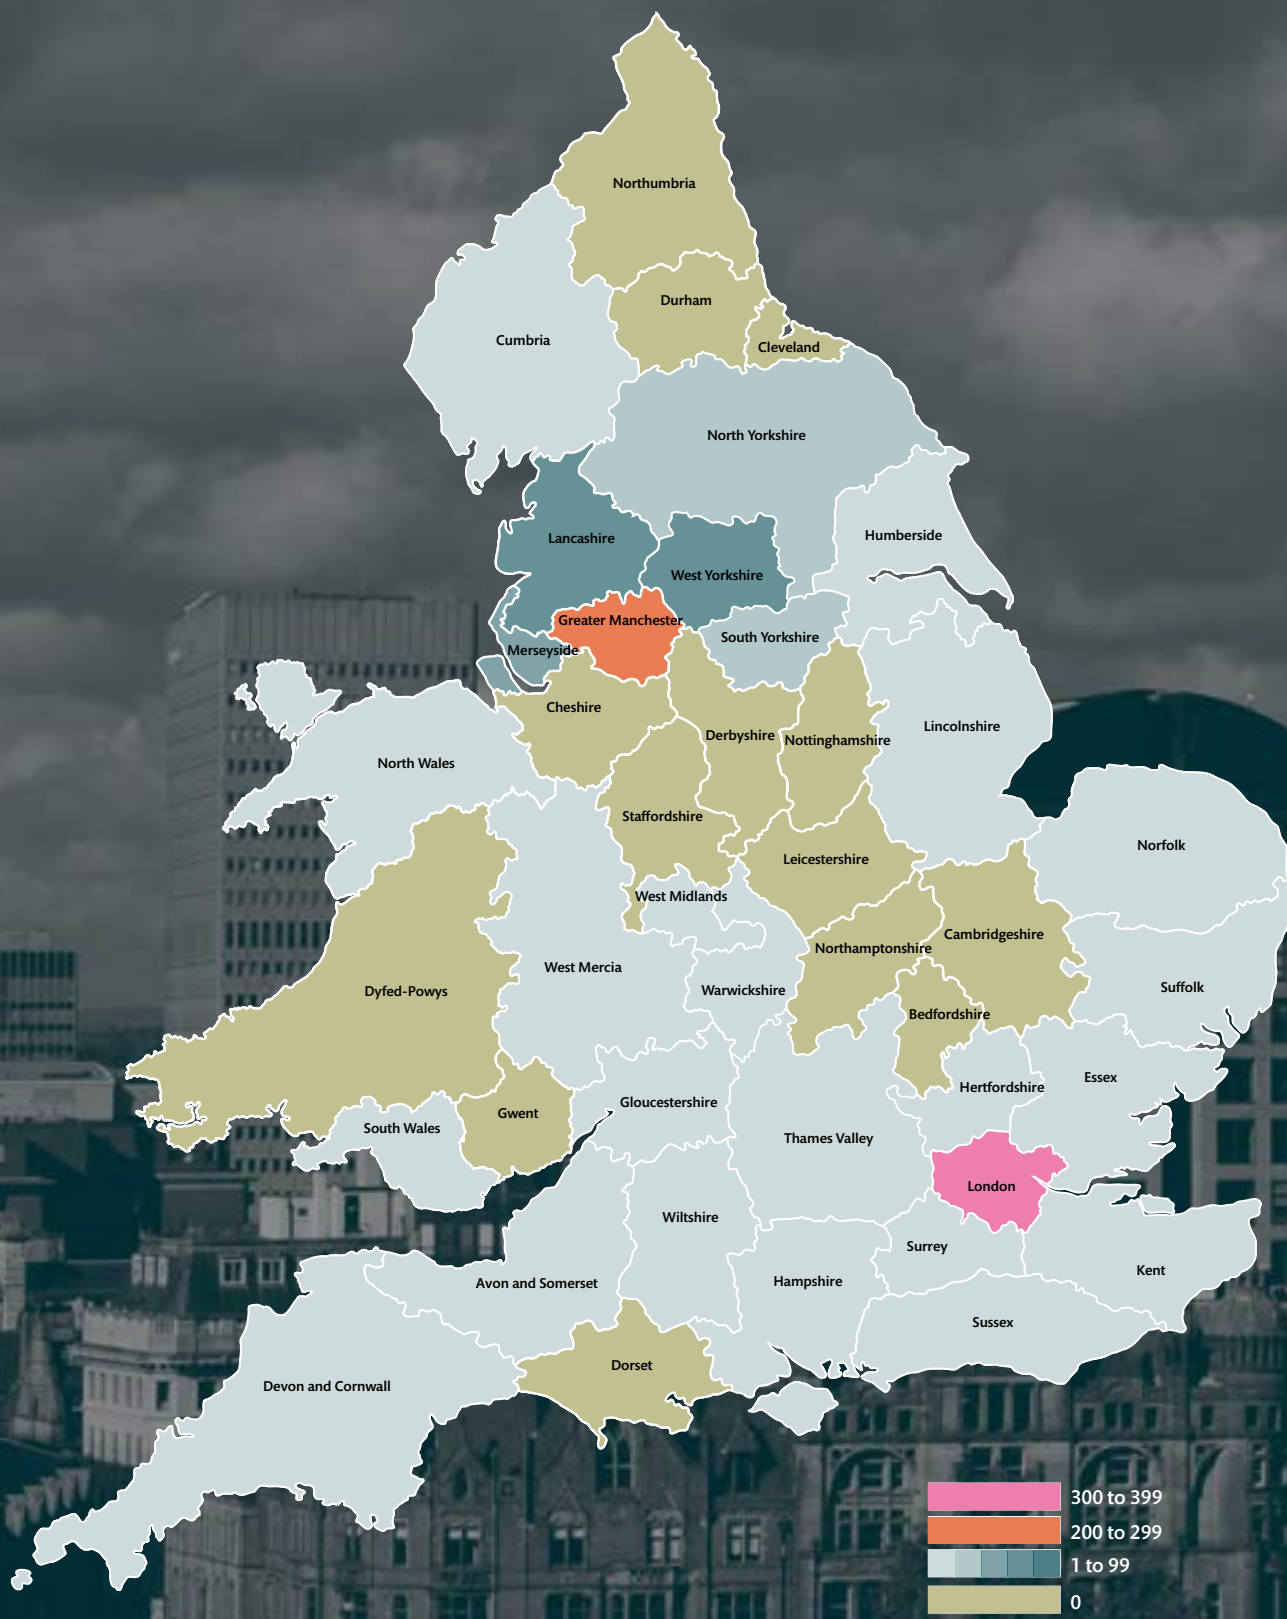 Northumbria
Durham
Cumbria
Cleveland
North Yorkshire
Lancashire
Humberside
West Yorkshire
Greater Manchester
South Yorkshire
Merseyside
Cheshire
Lincolnshire
Derbyshire
Nottinghamshire
North Wales
Staffordshire
Norfolk
Leicestershire
West Midlands
Cambridgeshire
Northamptonshire
West Mercia
Suffolk
Dyfed-Powys
Warwickshire
Bedfordshire
Essex
Hertfordshire
Gloucestershire
Gwent
South Wales
Thames Valley
London
Wiltshire
Surrey
Kent
Avon and Somerset
Hampshire
Sussex
Dorset
Devon and Cornwall
300 to 399
200 to 299
1 to 99
0